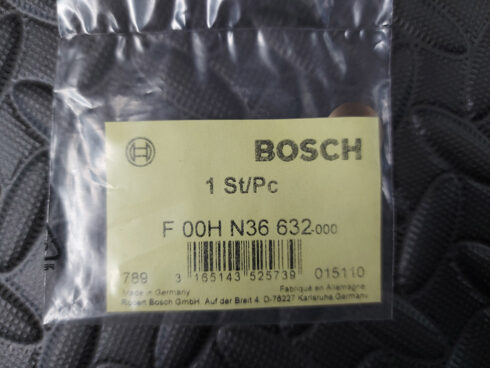 BOSCH
1 St/Pc
F 00H N36 632-000
789 3 165143 525739 015110
Made in Germany Fabriqué en Allemagne
Robert Bosch GmbH, Auf der Breit 4, D-76227 Karlsruhe Germany